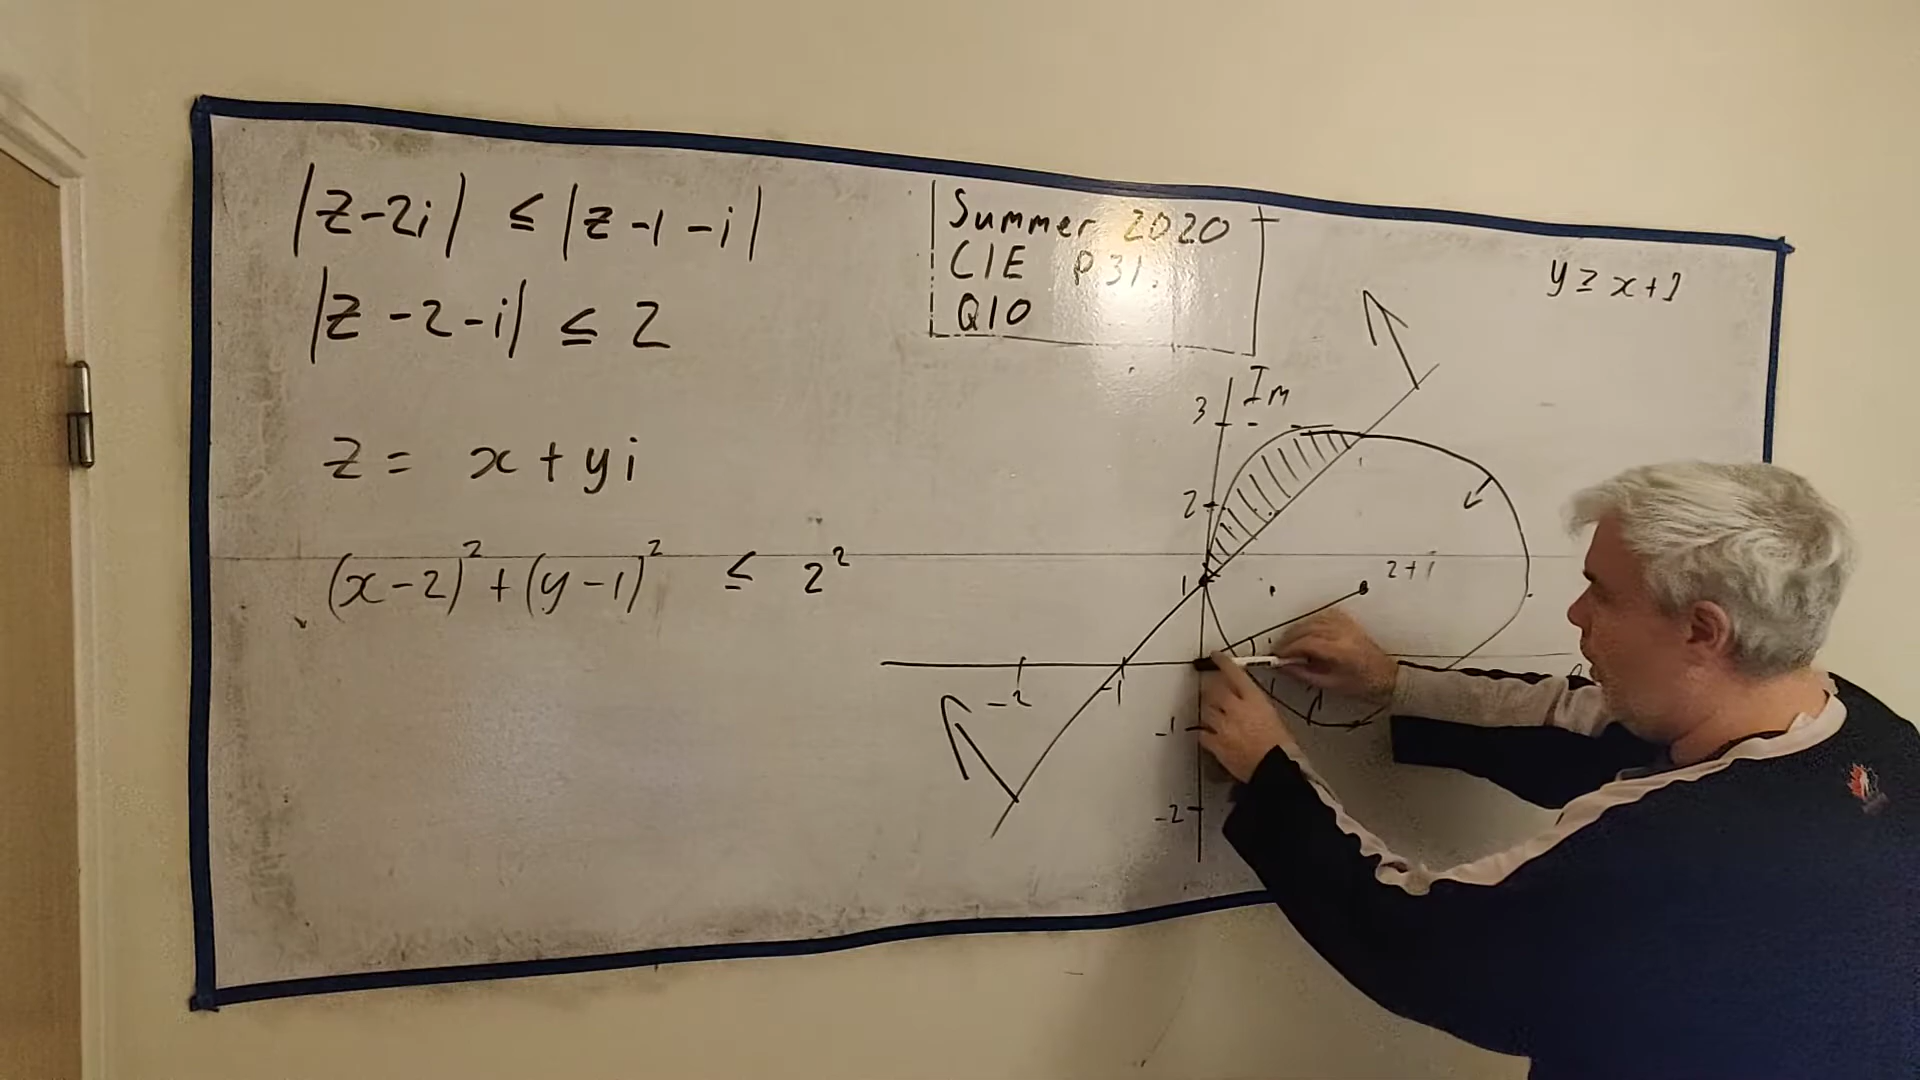 |z-2i| ≤ |z-1-i|
|z-2-i| ≤ 2
z = x + yi
(x-2)² + (y-1)² ≤ 2²
Summer 2020
CIE P31.
Q10
y ≥ x+1
Im
3
2
1
2+i
-2
-1
-1
-2